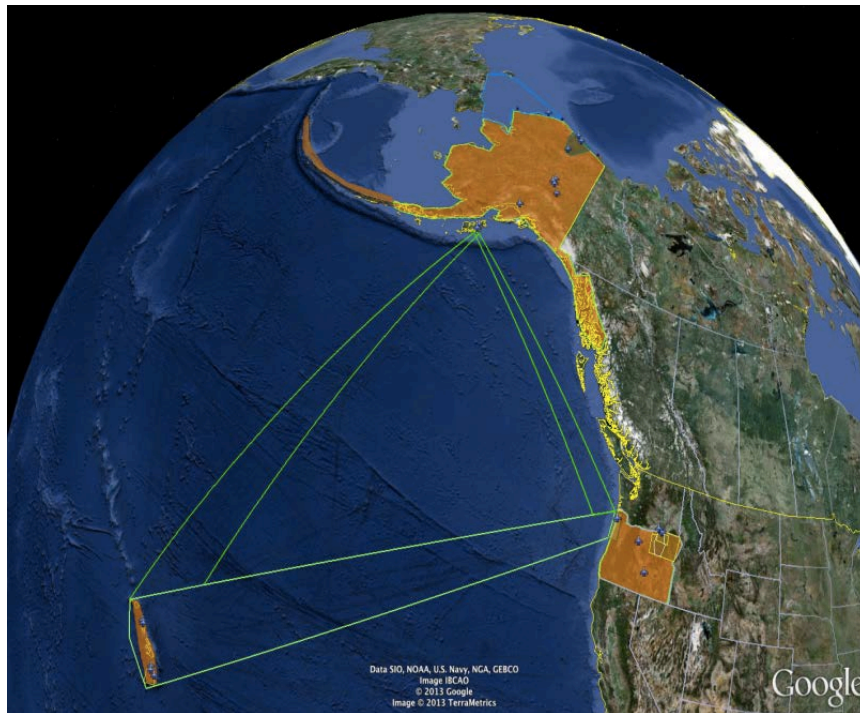 Data SIO, NOAA, U.S. Navy, NGA, GEBCO
Image IBCAO
© 2013 Google
Image © 2013 TerraMetrics
Google